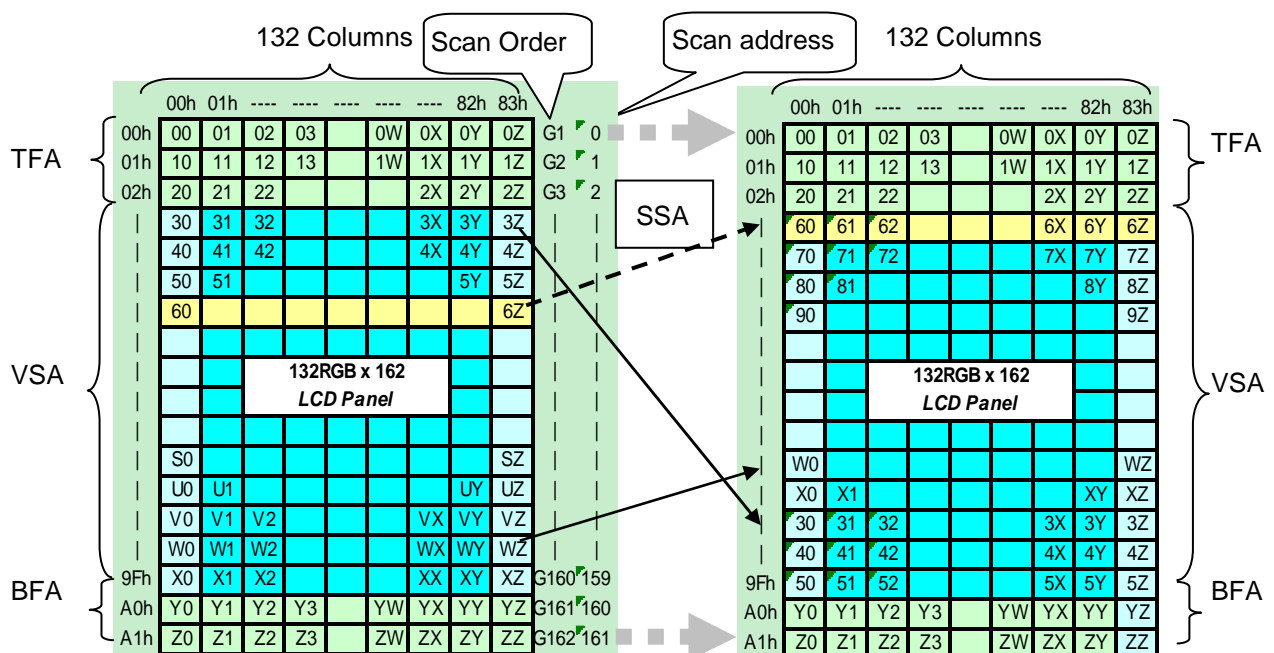 132 Columns Scan Order Scan address 132 Columns
00h 01h ---- ---- ---- ---- ---- 82h 83h
00h 01h ---- ---- ---- ---- ---- 82h 83h
00h 00 01 02 03 0W 0X 0Y 0Z G1 0
00h 00 01 02 03 0W 0X 0Y 0Z
TFA 01h 10 11 12 13 1W 1X 1Y 1Z G2 1
01h 10 11 12 13 1W 1X 1Y 1Z TFA
02h 20 21 22 2X 2Y 2Z G3 2
02h 20 21 22 2X 2Y 2Z
SSA
30 31 32 3X 3Y 3Z
60 61 62 6X 6Y 6Z
40 41 42 4X 4Y 4Z
70 71 72 7X 7Y 7Z
50 51 5Y 5Z
80 81 8Y 8Z
60 6Z
90 9Z
VSA 132RGB x 162
LCD Panel
132RGB x 162 VSA
LCD Panel
S0 SZ
W0 WZ
U0 U1 UY UZ
X0 X1 XY XZ
V0 V1 V2 VX VY VZ
30 31 32 3X 3Y 3Z
W0 W1 W2 WX WY WZ
40 41 42 4X 4Y 4Z
9Fh X0 X1 X2 XX XY XZ G160 159
9Fh 50 51 52 5X 5Y 5Z
BFA A0h Y0 Y1 Y2 Y3 YW YX YY YZ G161 160
A0h Y0 Y1 Y2 Y3 YW YX YY YZ BFA
A1h Z0 Z1 Z2 Z3 ZW ZX ZY ZZ G162 161
A1h Z0 Z1 Z2 Z3 ZW ZX ZY ZZ